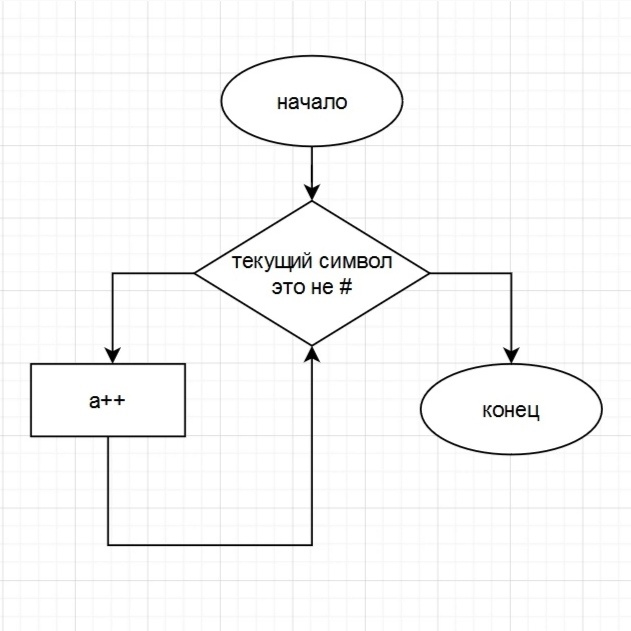 начало
текущий символ
это не #
a++
конец